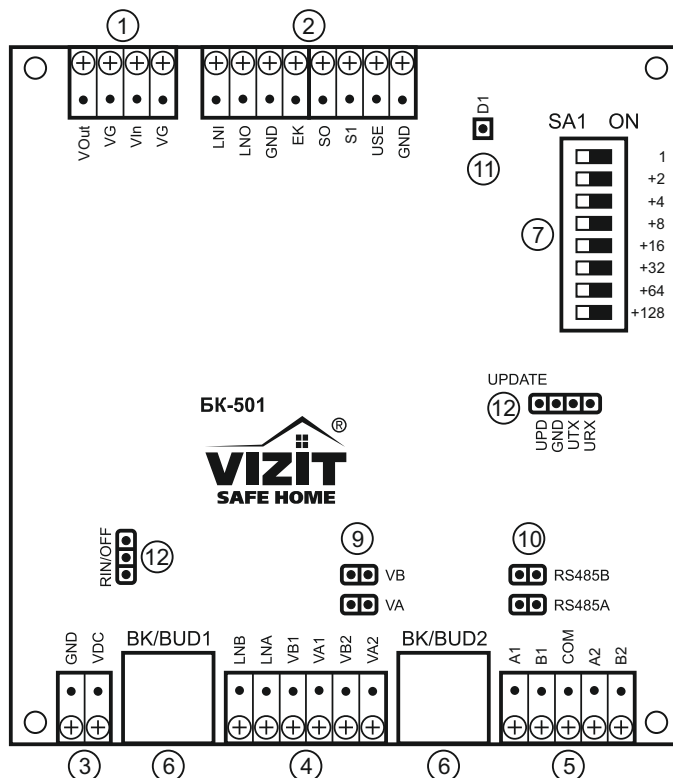 1 2
VOut VG VIn VG LNI LNO GND EK SO S1 USE GND
D1
11
SA1 ON
1
+2
+4
+8
+16
+32
+64
+128
7
UPDATE
12
UPD GND UTX URX
БК-501
VIZIT®
SAFE HOME
RIN/OFF
12
9
VB
VA
10
RS485B
RS485A
GND VDC
BK/BUD1
LNB LNA VB1 VA1 VB2 VA2
BK/BUD2
A1 B1 COM A2 B2
3 6 4 6 5